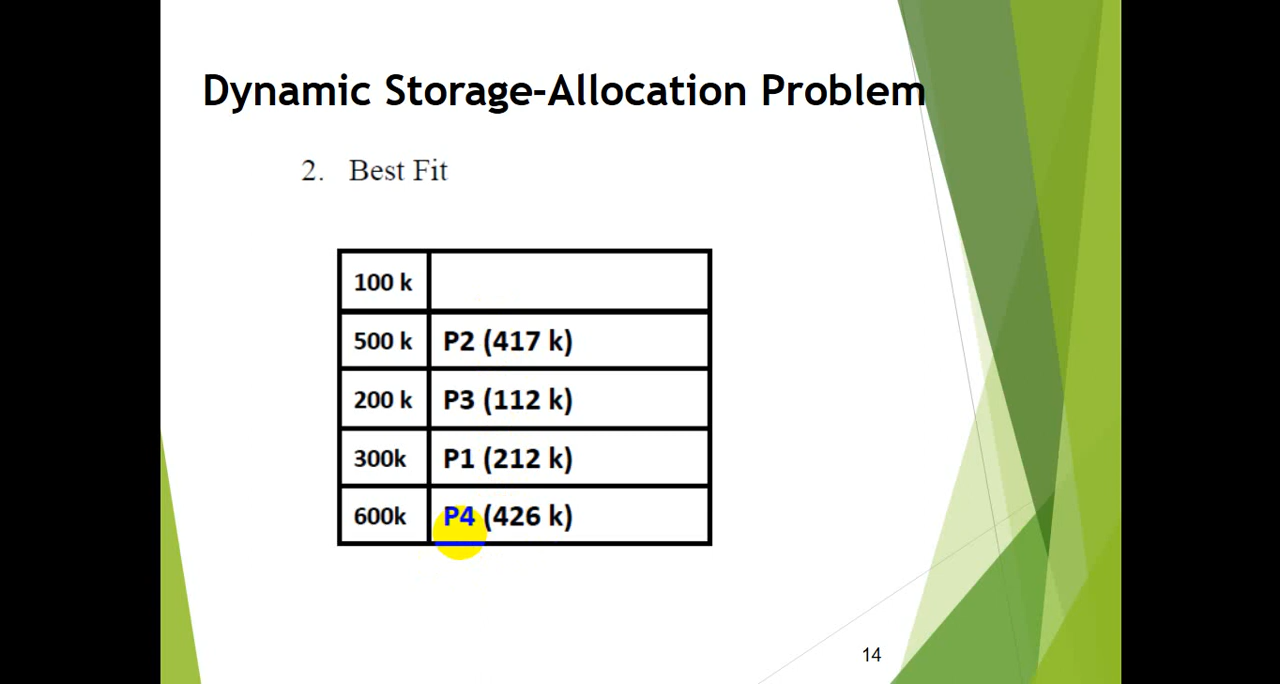 Dynamic Storage-Allocation Problem
2. Best Fit
100 k
500 k P2 (417 k)
200 k P3 (112 k)
300k P1 (212 k)
600k P4 (426 k)
14